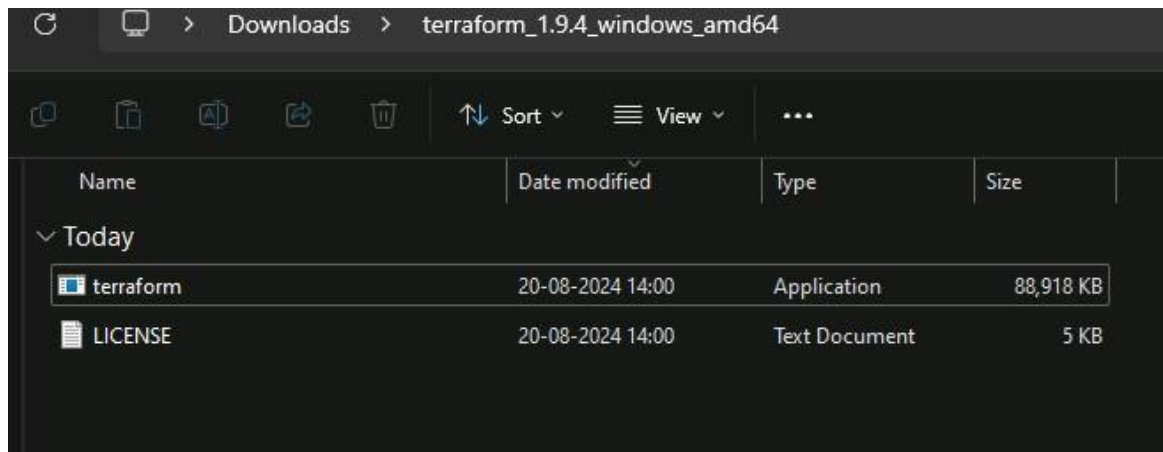 > Downloads > terraform_1.9.4_windows_amd64
Sort View ...
Name Date modified Type Size
Today
terraform 20-08-2024 14:00 Application 88,918 KB
LICENSE 20-08-2024 14:00 Text Document 5 KB